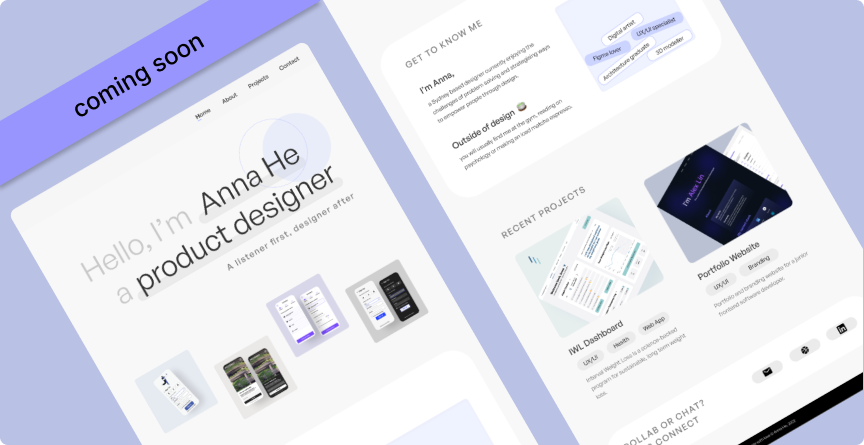 coming soon
Home
About
Projects
Contact
Hello, I'm Anna He
a product designer
A listener first, designer after
GET TO KNOW ME
I'm Anna,
a Sydney based designer currently enjoying the
challenges of problem solving and strategising ways
to empower people through design.
Outside of design
you will usually find me at the gym, reading on
psychology or making an iced matcha espresso.
Digital artist
UX/UI specialist
Figma lover
Architecture graduate
3D modeller
RECENT PROJECTS
IWL Dashboard
UX/UI
Health
Web App
Intensive Weight Loss is a science-backed
program for sustainable, long term weight
loss.
I'm Alex Lin
Portfolio Website
UX/UI
Branding
Portfolio and branding website for a junior
frontend software developer.
COLLAB OR CHAT?
CONNECT